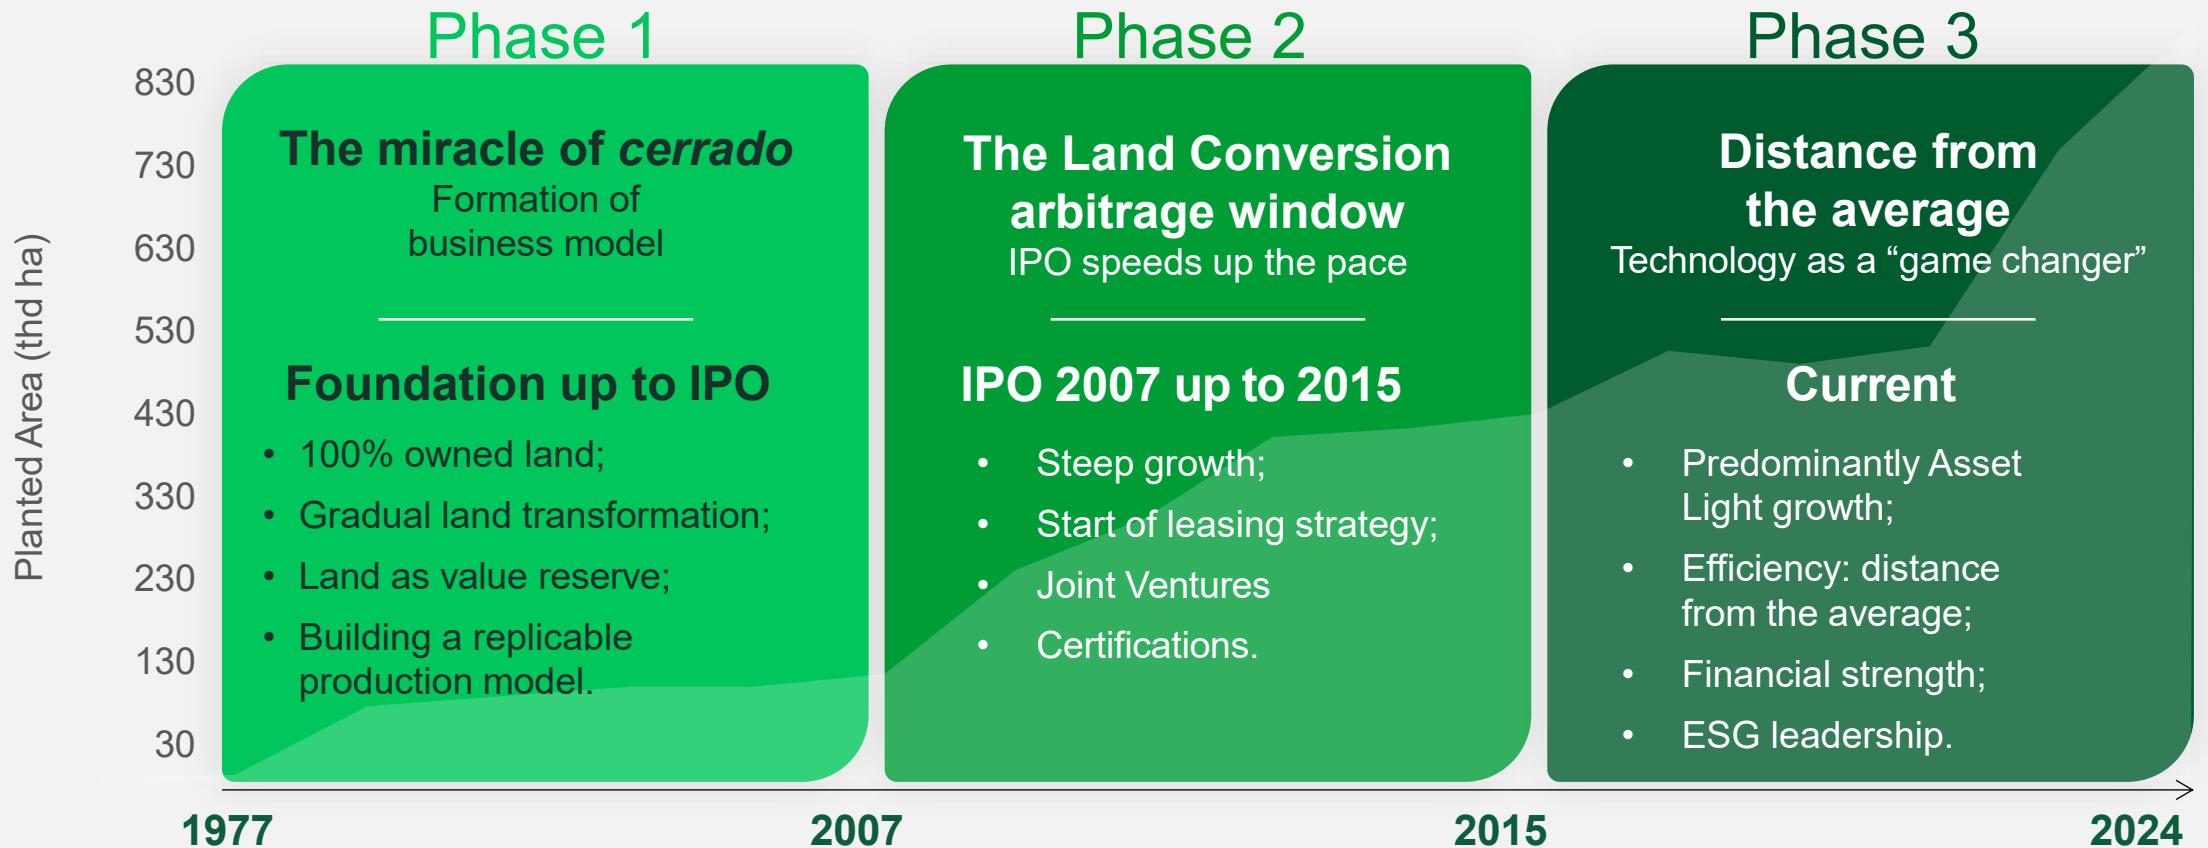 Phase 1
Phase 2
Phase 3
Planted Area (thd ha)
830
730
630
530
430
330
230
130
30
The miracle of cerrado
Formation of
business model
Foundation up to IPO
• 100% owned land;
• Gradual land transformation;
• Land as value reserve;
• Building a replicable
production model.
The Land Conversion
arbitrage window
IPO speeds up the pace
IPO 2007 up to 2015
• Steep growth;
• Start of leasing strategy;
• Joint Ventures
• Certifications.
Distance from
the average
Technology as a “game changer”
Current
• Predominantly Asset
Light growth;
• Efficiency: distance
from the average;
• Financial strength;
• ESG leadership.
1977
2007
2015
2024